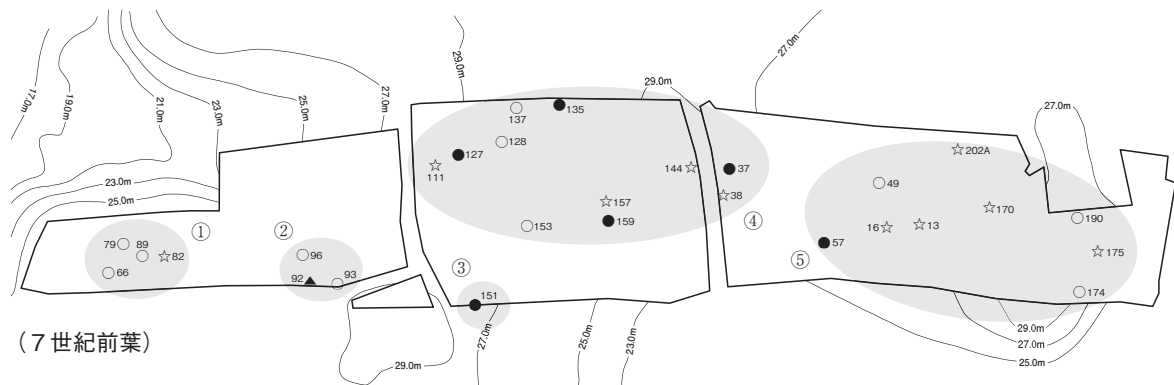 29.0m
27.0m
27.0m
25.0m
23.0m
21.0m
19.0m
17.0m
29.0m
27.0m
135
137
128
127
111
144
37
38
157
159
153
202A
49
170
16
13
190
175
57
174
23.0m
25.0m
①
②
③
④
⑤
79
89
82
66
96
92
93
151
27.0m
25.0m
23.0m
29.0m
29.0m
27.0m
25.0m
(7世紀前葉)